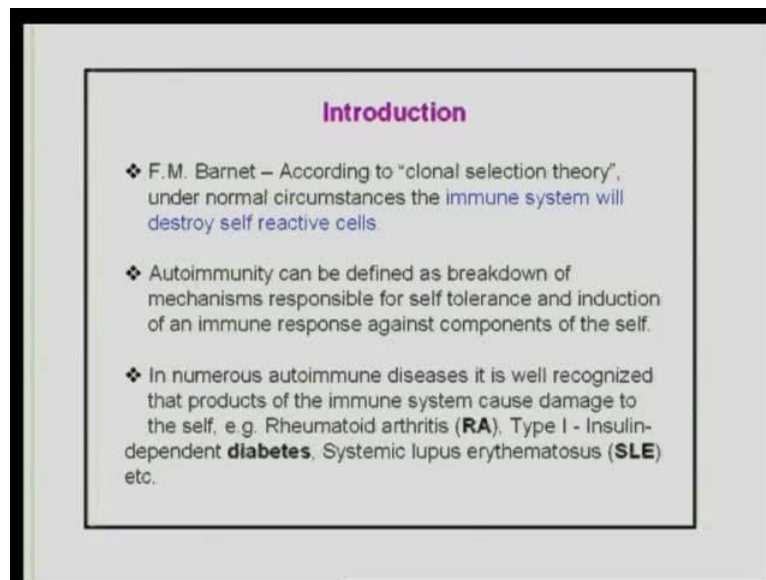 Introduction
❖ F.M. Barnet – According to "clonal selection theory",
under normal circumstances the immune system will
destroy self reactive cells.
❖ Autoimmunity can be defined as breakdown of
mechanisms responsible for self tolerance and induction
of an immune response against components of the self.
❖ In numerous autoimmune diseases it is well recognized
that products of the immune system cause damage to
the self, e.g. Rheumatoid arthritis (RA), Type I - Insulin-
dependent diabetes, Systemic lupus erythematosus (SLE)
etc.